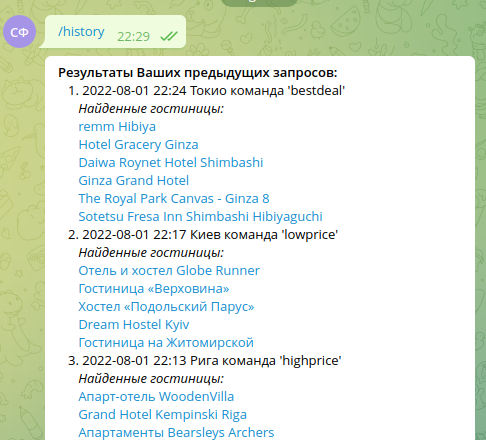 СФ
/history
22:29
Результаты Ваших предыдущих запросов:
1. 2022-08-01 22:24 Токио команда 'bestdeal'
Найденные гостиницы:
remm Hibiya
Hotel Gracery Ginza
Daiwa Roynet Hotel Shimbashi
Ginza Grand Hotel
The Royal Park Canvas - Ginza 8
Sotetsu Fresa Inn Shimbashi Hibiyaguchi
2. 2022-08-01 22:17 Киев команда 'lowprice'
Найденные гостиницы:
Отель и хостел Globe Runner
Гостиница «Верховина»
Хостел «Подольский Парус»
Dream Hostel Kyiv
Гостиница на Житомирской
3. 2022-08-01 22:13 Рига команда 'highprice'
Найденные гостиницы:
Апарт-отель WoodenVilla
Grand Hotel Kempinski Riga
Апартаменты Bearsleys Archers